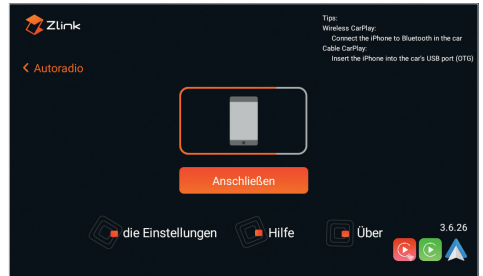 Zlink
Tips:
Wireless CarPlay:
Connect the iPhone to Bluetooth in the car
Cable CarPlay:
Insert the iPhone into the car's USB port (OTG)
Autoradio
Anschließen
die Einstellungen
Hilfe
Über
3.6.26